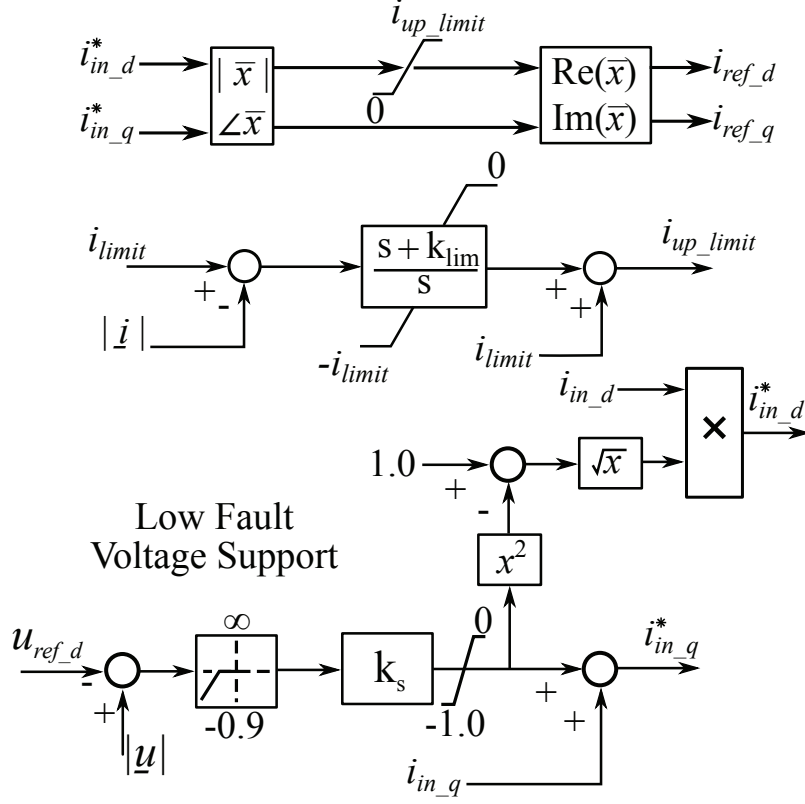 i_up_limit
i*_in_d
| x̅ |
Re(x̅)
i_ref_d
0
i*_in_q
∠x̅
Im(x̅)
i_ref_q
0
i_limit
s + k_lim
s
i_up_limit
+
-
+
+
| i̲ |
-i_limit
i_limit
i_in_d
i*_in_d
×
1.0
√x
+
-
Low Fault
Voltage Support
x²
∞
0
u_ref_d
i*_in_q
-
k_s
+
-0.9
-1.0
+
+
|u̲|
i_in_q